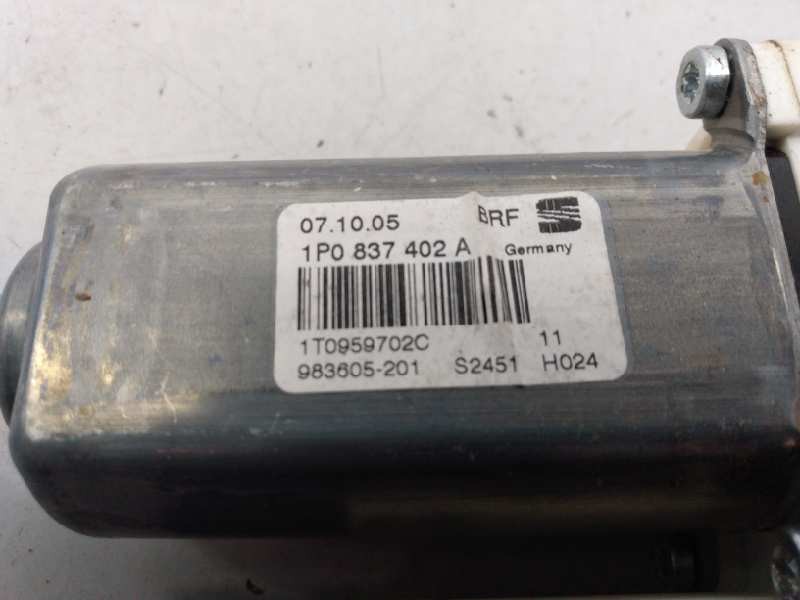 07.10.05 BRF
1P0 837 402 A Germany
1T0959702C 11
983605-201 S2451 H024